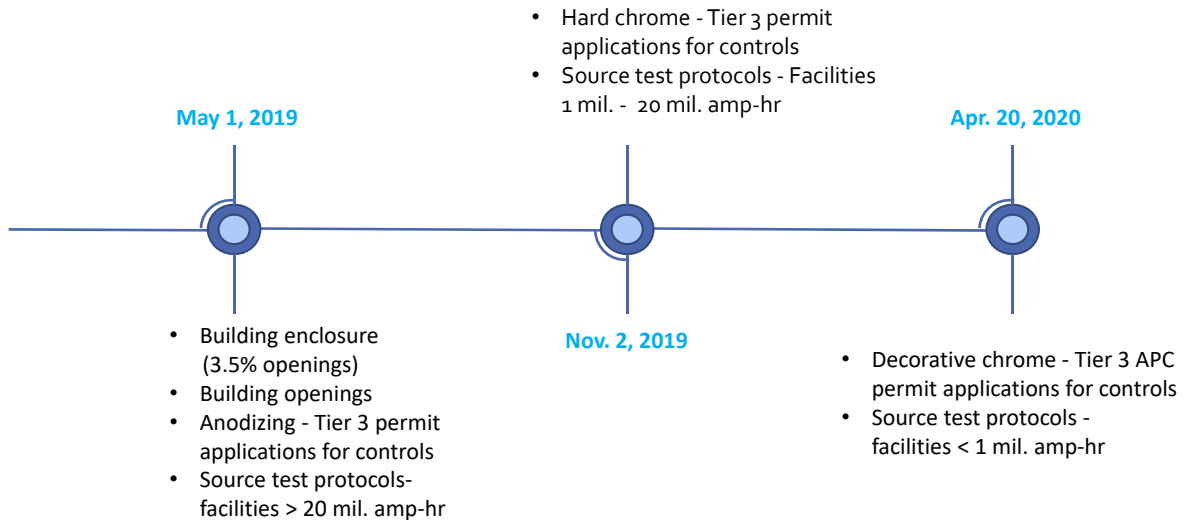 May 1, 2019
• Building enclosure
(3.5% openings)
• Building openings
• Anodizing - Tier 3 permit
applications for controls
• Source test protocols-
facilities > 20 mil. amp-hr
• Hard chrome - Tier 3 permit
applications for controls
• Source test protocols - Facilities
1 mil. - 20 mil. amp-hr
Nov. 2, 2019
Apr. 20, 2020
• Decorative chrome - Tier 3 APC
permit applications for controls
• Source test protocols -
facilities < 1 mil. amp-hr